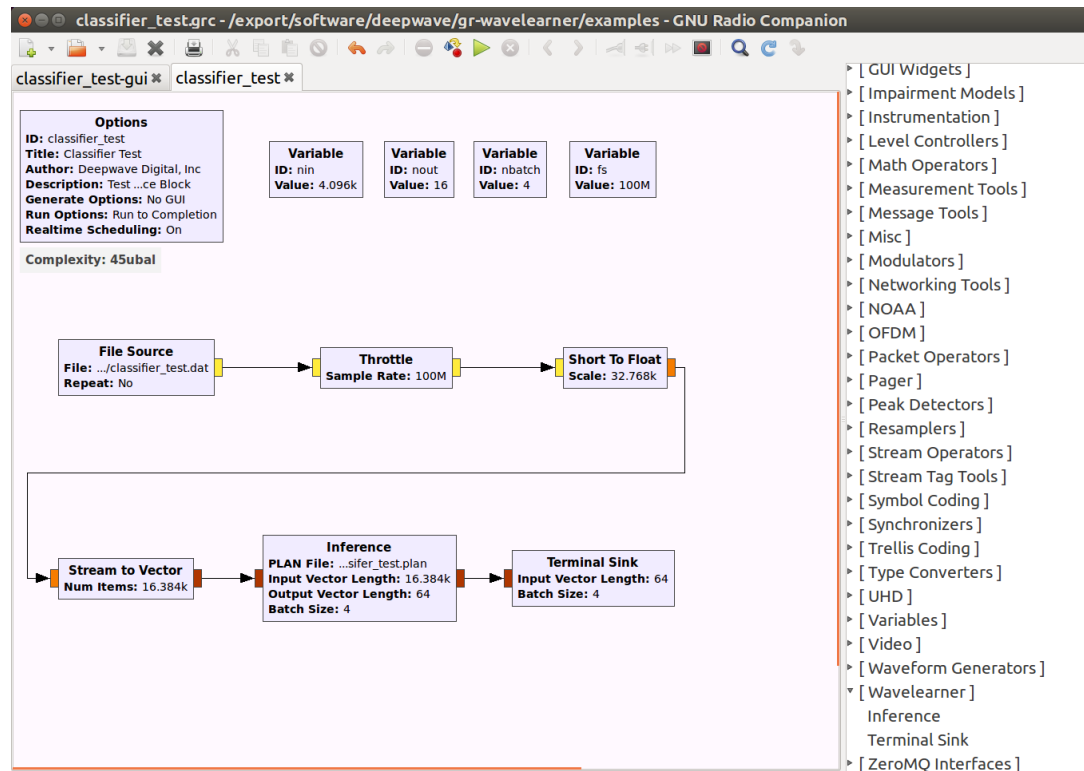 classifier_test.grc - /export/software/deepwave/gr-wavelearner/examples - GNU Radio Companion
classifier_test-gui
classifier_test
Options
ID: classifier_test
Title: Classifier Test
Author: Deepwave Digital, Inc
Description: Test ...ce Block
Generate Options: No GUI
Run Options: Run to Completion
Realtime Scheduling: On
Complexity: 45ubal
Variable
ID: nin
Value: 4.096k
Variable
ID: nout
Value: 16
Variable
ID: nbatch
Value: 4
Variable
ID: fs
Value: 100M
File Source
File: .../classifier_test.dat
Repeat: No
Throttle
Sample Rate: 100M
Short To Float
Scale: 32.768k
Stream to Vector
Num Items: 16.384k
Inference
PLAN File: ...sifer_test.plan
Input Vector Length: 16.384k
Output Vector Length: 64
Batch Size: 4
Terminal Sink
Input Vector Length: 64
Batch Size: 4
[ GUI Widgets ]
[ Impairment Models ]
[ Instrumentation ]
[ Level Controllers ]
[ Math Operators ]
[ Measurement Tools ]
[ Message Tools ]
[ Misc ]
[ Modulators ]
[ Networking Tools ]
[ NOAA ]
[ OFDM ]
[ Packet Operators ]
[ Pager ]
[ Peak Detectors ]
[ Resamplers ]
[ Stream Operators ]
[ Stream Tag Tools ]
[ Symbol Coding ]
[ Synchronizers ]
[ Trellis Coding ]
[ Type Converters ]
[ UHD ]
[ Variables ]
[ Video ]
[ Waveform Generators ]
[ Wavelearner ]
Inference
Terminal Sink
[ ZeroMQ Interfaces ]